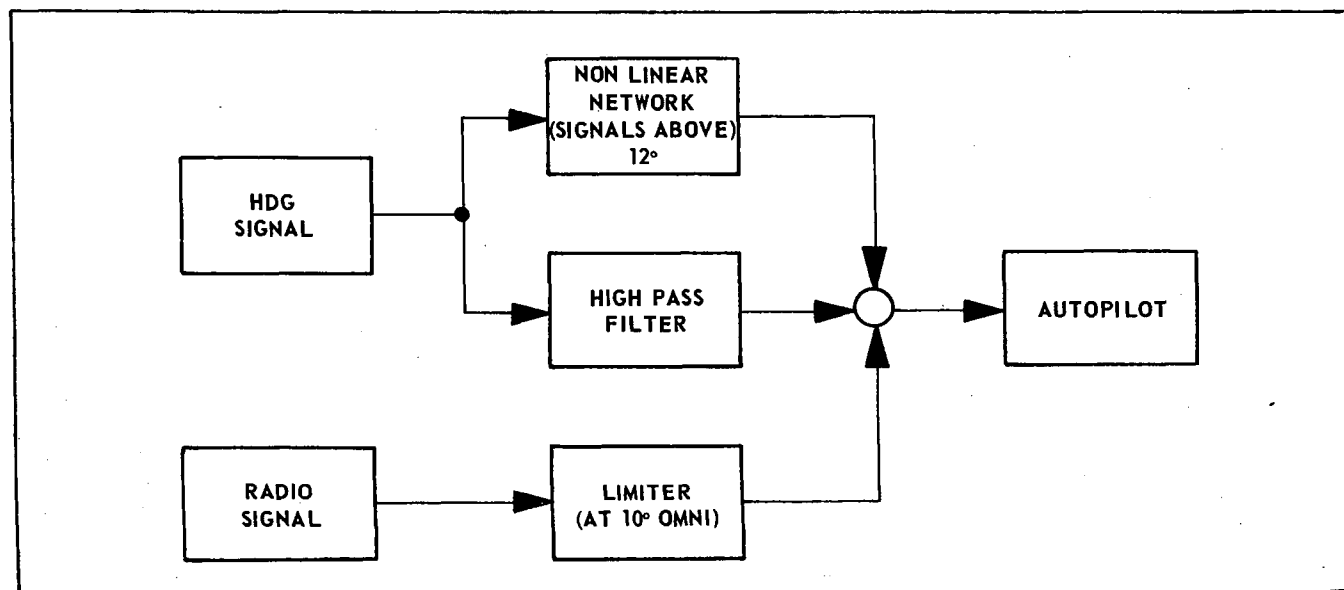 NON LINEAR
NETWORK
(SIGNALS ABOVE)
12°
HDG
SIGNAL
HIGH PASS
FILTER
AUTOPILOT
RADIO
SIGNAL
LIMITER
(AT 10° OMNI)